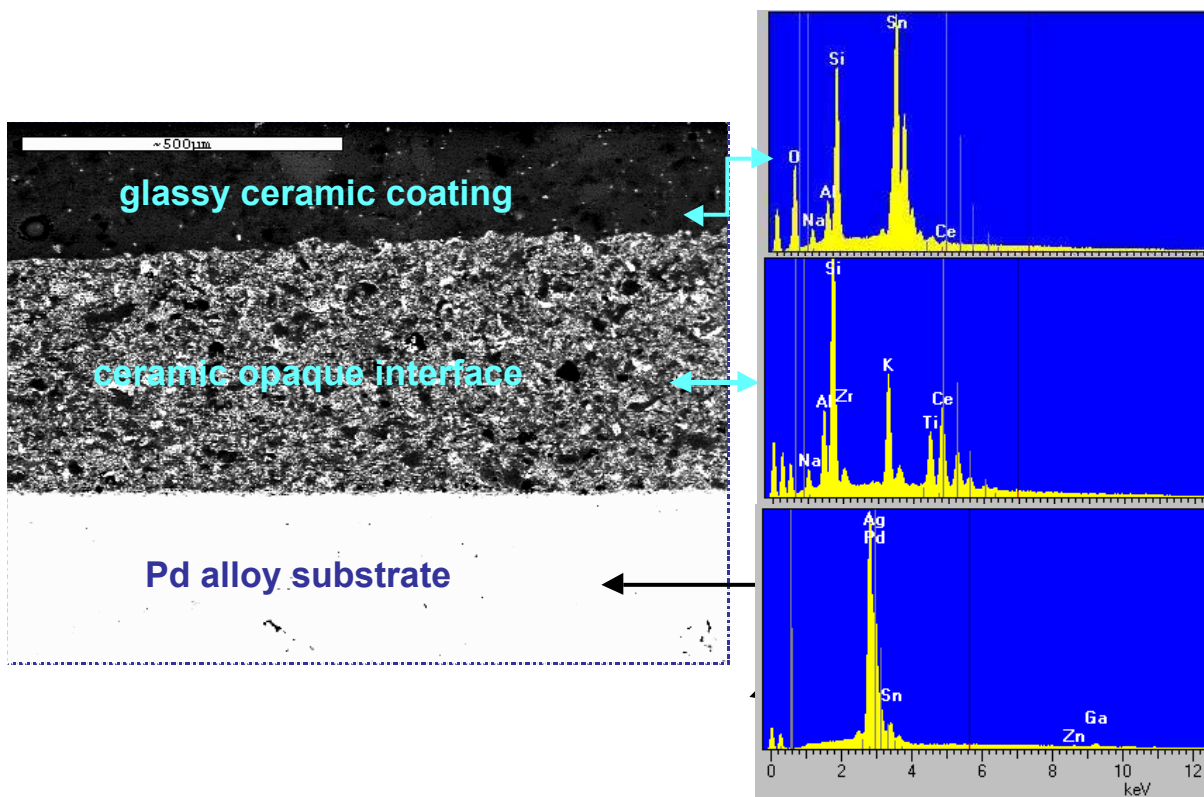 ~500µm
glassy ceramic coating
ceramic opaque interface
Pd alloy substrate
Sn
Si
O
Al
Na
Ce
Si
K
Al
Zr
Ce
Ti
Na
Ag
Pd
Sn
Ga
Zn
0 2 4 6 8 10 12
keV